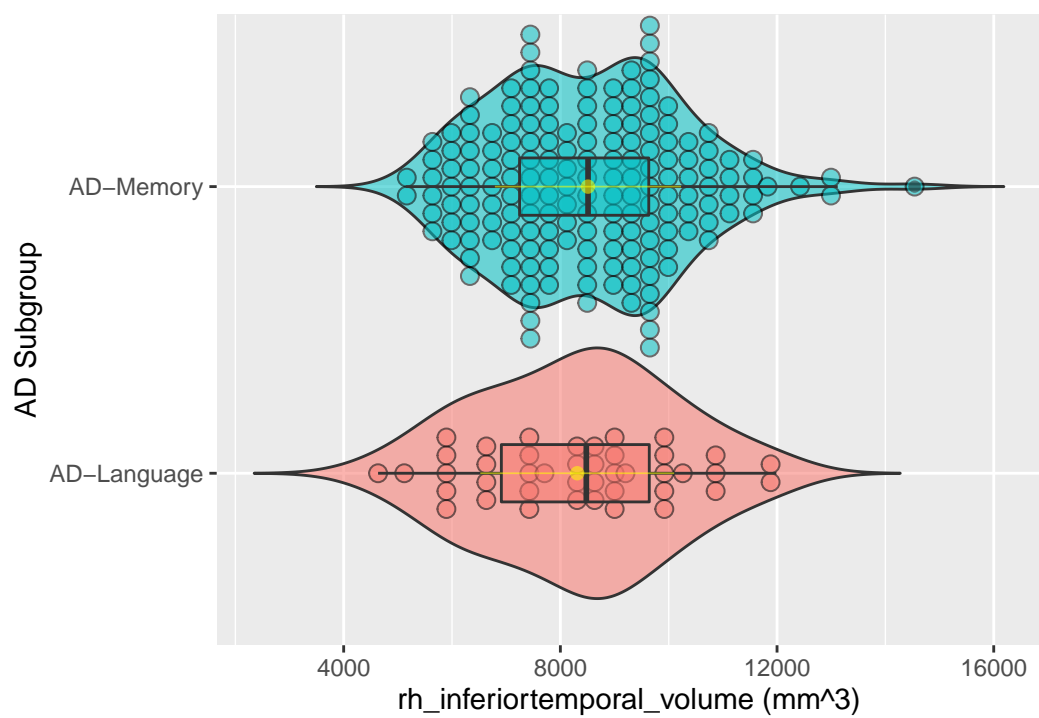 AD−Memory
AD−Language
AD Subgroup
4000 8000 12000 16000
rh_inferiortemporal_volume (mm^3)